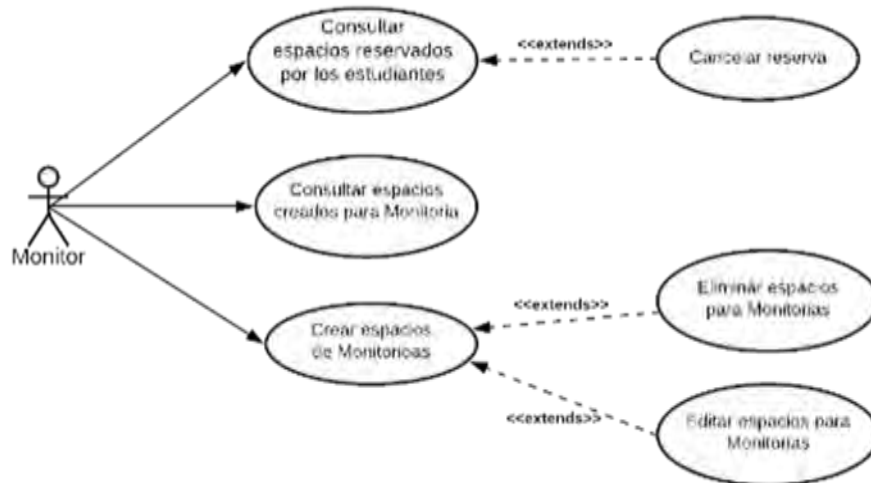 Consultar
espacios reservados
por los estudiantes
<<extends>>
Cancelar reserva
Monitor
Consultar espacios
creados para Monitoria
Crear espacios
de Monitorioas
<<extends>>
Eliminar espacios
para Monitorias
<<extends>>
Editar espacios para
Monitorias